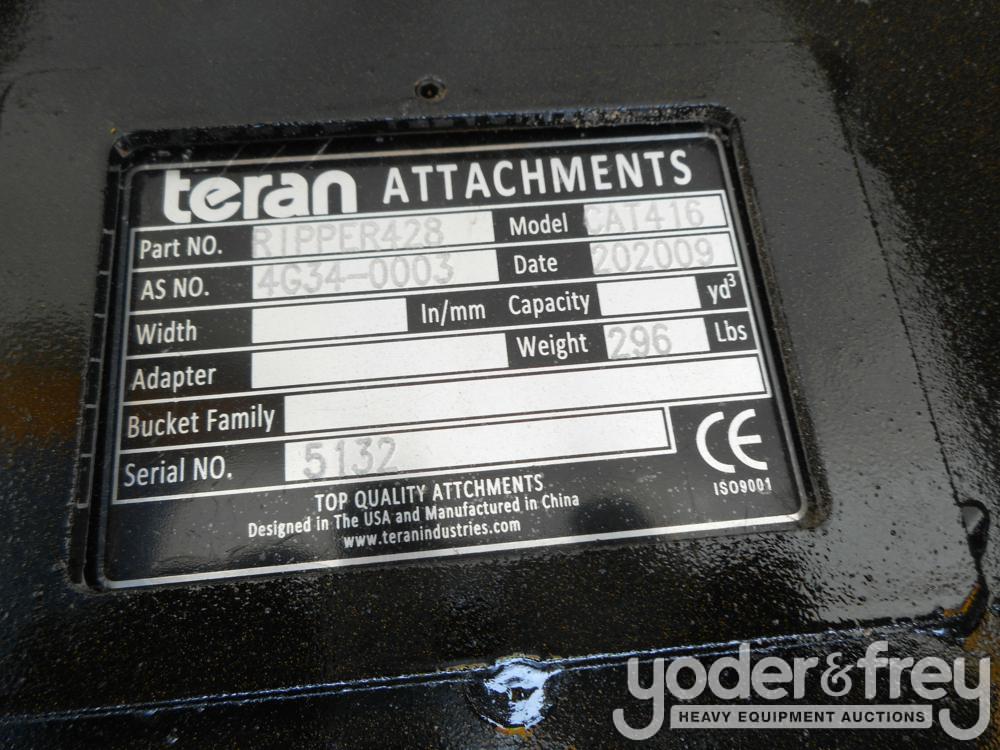 teran ATTACHMENTS
Part NO. RIPPER428 Model CAT416
AS NO. 4G34-0003 Date 202009
Width In/mm Capacity yd³
Adapter Weight 296 Lbs
Bucket Family
Serial NO. 5132
CE
ISO9001
TOP QUALITY ATTCHMENTS
Designed in The USA and Manufactured in China
www.teranindustries.com
yoder&frey
HEAVY EQUIPMENT AUCTIONS